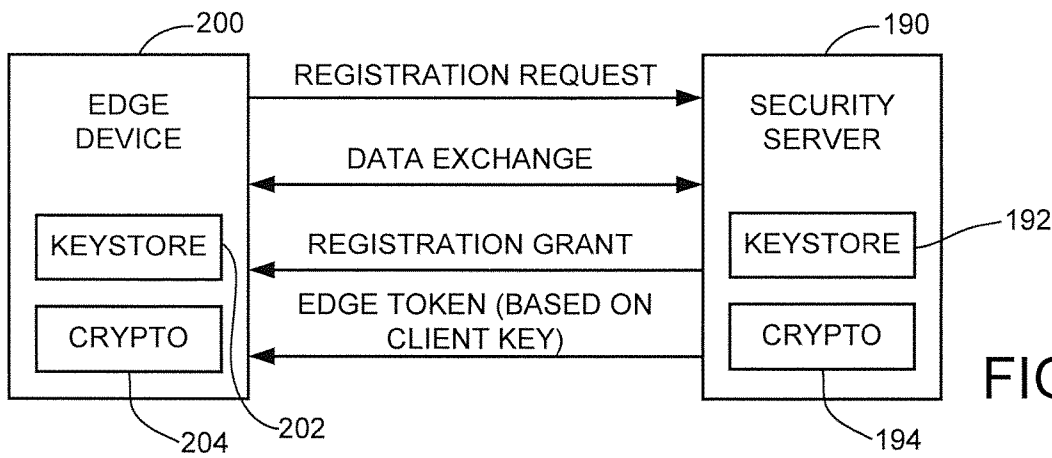 200
190
EDGE
DEVICE
REGISTRATION REQUEST
SECURITY
SERVER
DATA EXCHANGE
KEYSTORE
REGISTRATION GRANT
KEYSTORE
192
EDGE TOKEN (BASED ON
CLIENT KEY)
CRYPTO
CRYPTO
FIG
204
202
194